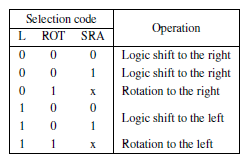 Selection code Operation
L ROT SRA
0 0 0 Logic shift to the right
0 0 1 Logic shift to the right
0 1 x Rotation to the right
1 0 0 Logic shift to the left
1 0 1
1 1 x Rotation to the left